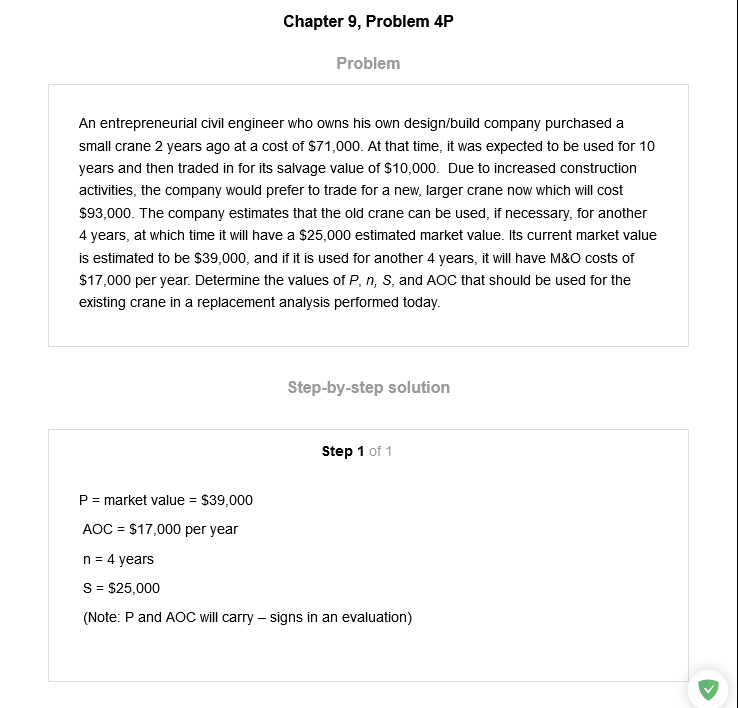 Chapter 9, Problem 4P
Problem
An entrepreneurial civil engineer who owns his own design/build company purchased a
small crane 2 years ago at a cost of $71,000. At that time, it was expected to be used for 10
years and then traded in for its salvage value of $10,000.  Due to increased construction
activities, the company would prefer to trade for a new, larger crane now which will cost
$93,000. The company estimates that the old crane can be used, if necessary, for another
4 years, at which time it will have a $25,000 estimated market value. Its current market value
is estimated to be $39,000, and if it is used for another 4 years, it will have M&O costs of
$17,000 per year. Determine the values of P, n, S, and AOC that should be used for the
existing crane in a replacement analysis performed today.
Step-by-step solution
Step 1 of 1
P = market value = $39,000
AOC = $17,000 per year
n = 4 years
S = $25,000
(Note: P and AOC will carry – signs in an evaluation)